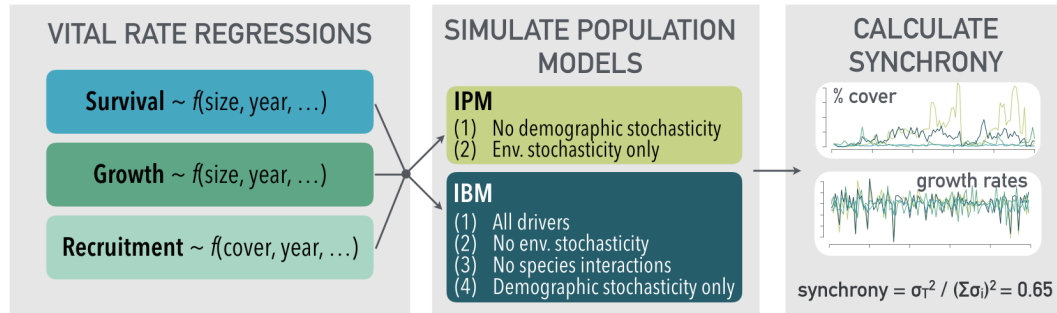 VITAL RATE REGRESSIONS
Survival ~ f(size, year, …)
Growth ~ f(size, year, …)
Recruitment ~ f(cover, year, …)
SIMULATE POPULATION
MODELS
IPM
(1) No demographic stochasticity
(2) Env. stochasticity only
IBM
(1) All drivers
(2) No env. stochasticity
(3) No species interactions
(4) Demographic stochasticity only
CALCULATE
SYNCHRONY
% cover
growth rates
synchrony = σT² / (Σσi)² = 0.65